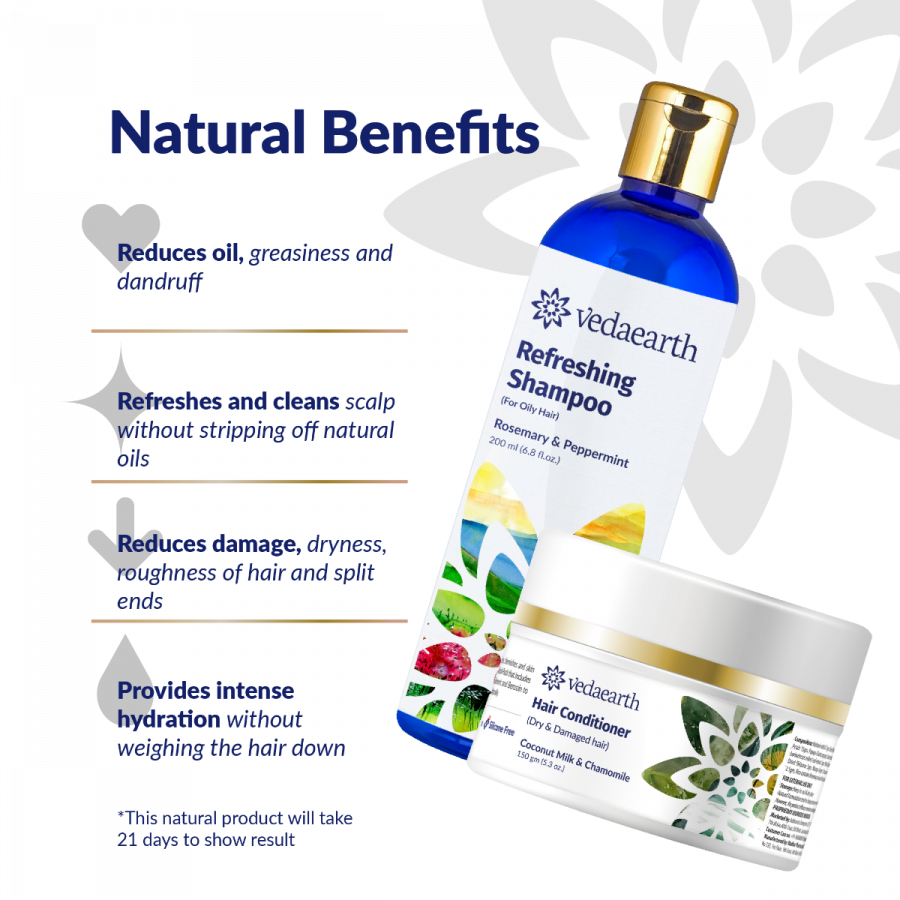 Natural Benefits
Reduces oil, greasiness and
dandruff
Refreshes and cleans scalp
without stripping off natural
oils
Reduces damage, dryness,
roughness of hair and split
ends
Provides intense
hydration without
weighing the hair down
*This natural product will take
21 days to show result
vedaearth
Refreshing
Shampoo
(For Oily Hair)
Rosemary & Peppermint
200 ml (6.8 fl.oz.)
vedaearth
Hair Conditioner
(Dry & Damaged hair)
Coconut Milk & Chamomile
150 gm (5.3 oz.)
Silicone Free